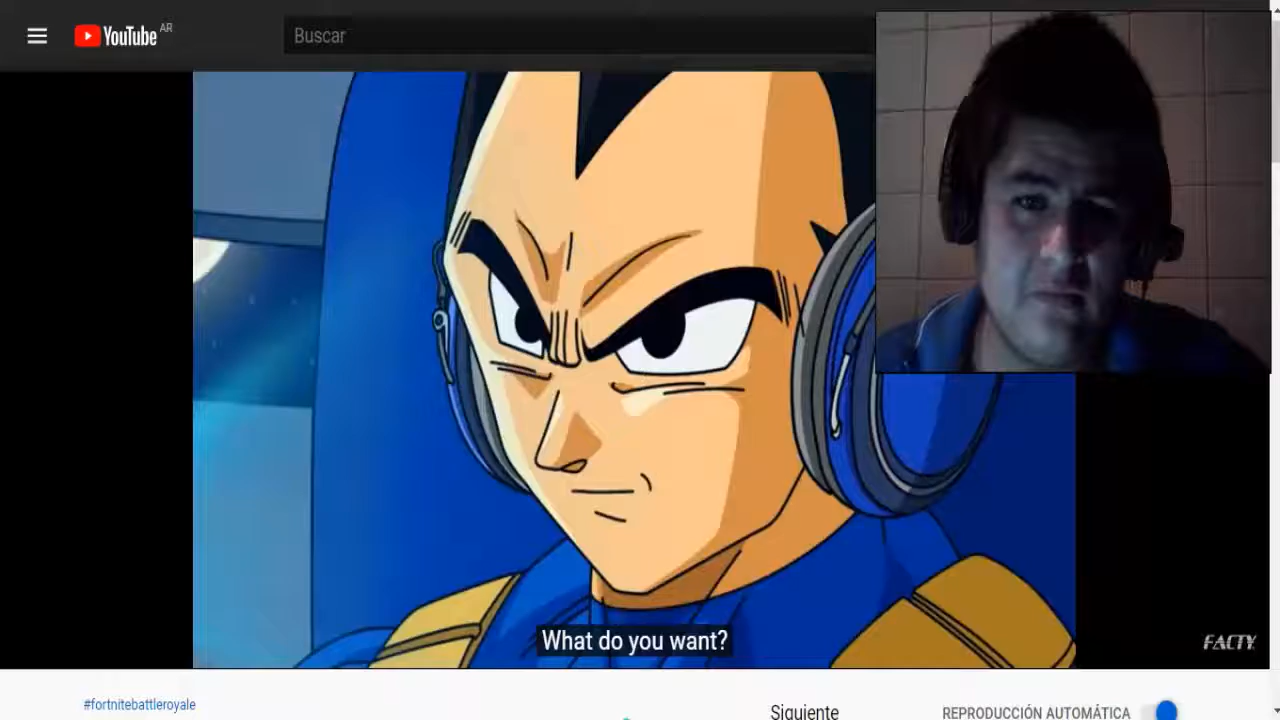 YouTube AR
Buscar
What do you want?
FACTY
#fortnitebattleroyale
Siguiente
REPRODUCCIÓN AUTOMÁTICA